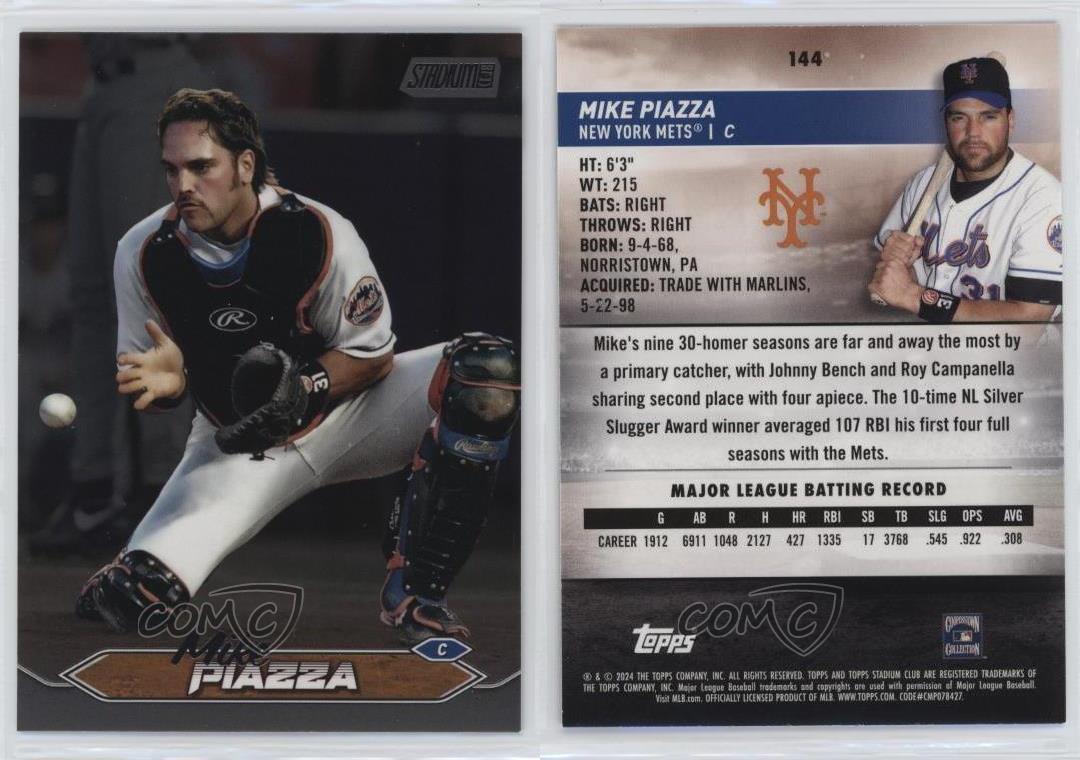 STADIUM CLUB
R
METS
31
Rawlings
COMC
C
Mike
PIAZZA
144
MIKE PIAZZA
NEW YORK METS® | C
HT: 6'3"
WT: 215
BATS: RIGHT
THROWS: RIGHT
BORN: 9-4-68,
NORRISTOWN, PA
ACQUIRED: TRADE WITH MARLINS,
5-22-98
NY
Mets
31
Mike's nine 30-homer seasons are far and away the most by
a primary catcher, with Johnny Bench and Roy Campanella
sharing second place with four apiece. The 10-time NL Silver
Slugger Award winner averaged 107 RBI his first four full
seasons with the Mets.
MAJOR LEAGUE BATTING RECORD
G AB R H HR RBI SB TB SLG OPS AVG
CAREER 1912 6911 1048 2127 427 1335 17 3768 .545 .922 .308
COMC
topps
COOPERSTOWN
COLLECTION
® & © 2024 THE TOPPS COMPANY, INC. ALL RIGHTS RESERVED. TOPPS AND TOPPS STADIUM CLUB ARE REGISTERED TRADEMARKS OF
THE TOPPS COMPANY, INC. Major League Baseball trademarks and copyrights are used with permission of Major League Baseball.
Visit MLB.com. OFFICIALLY LICENSED PRODUCT OF MLB. WWW.TOPPS.COM. CODE#CMP078427.